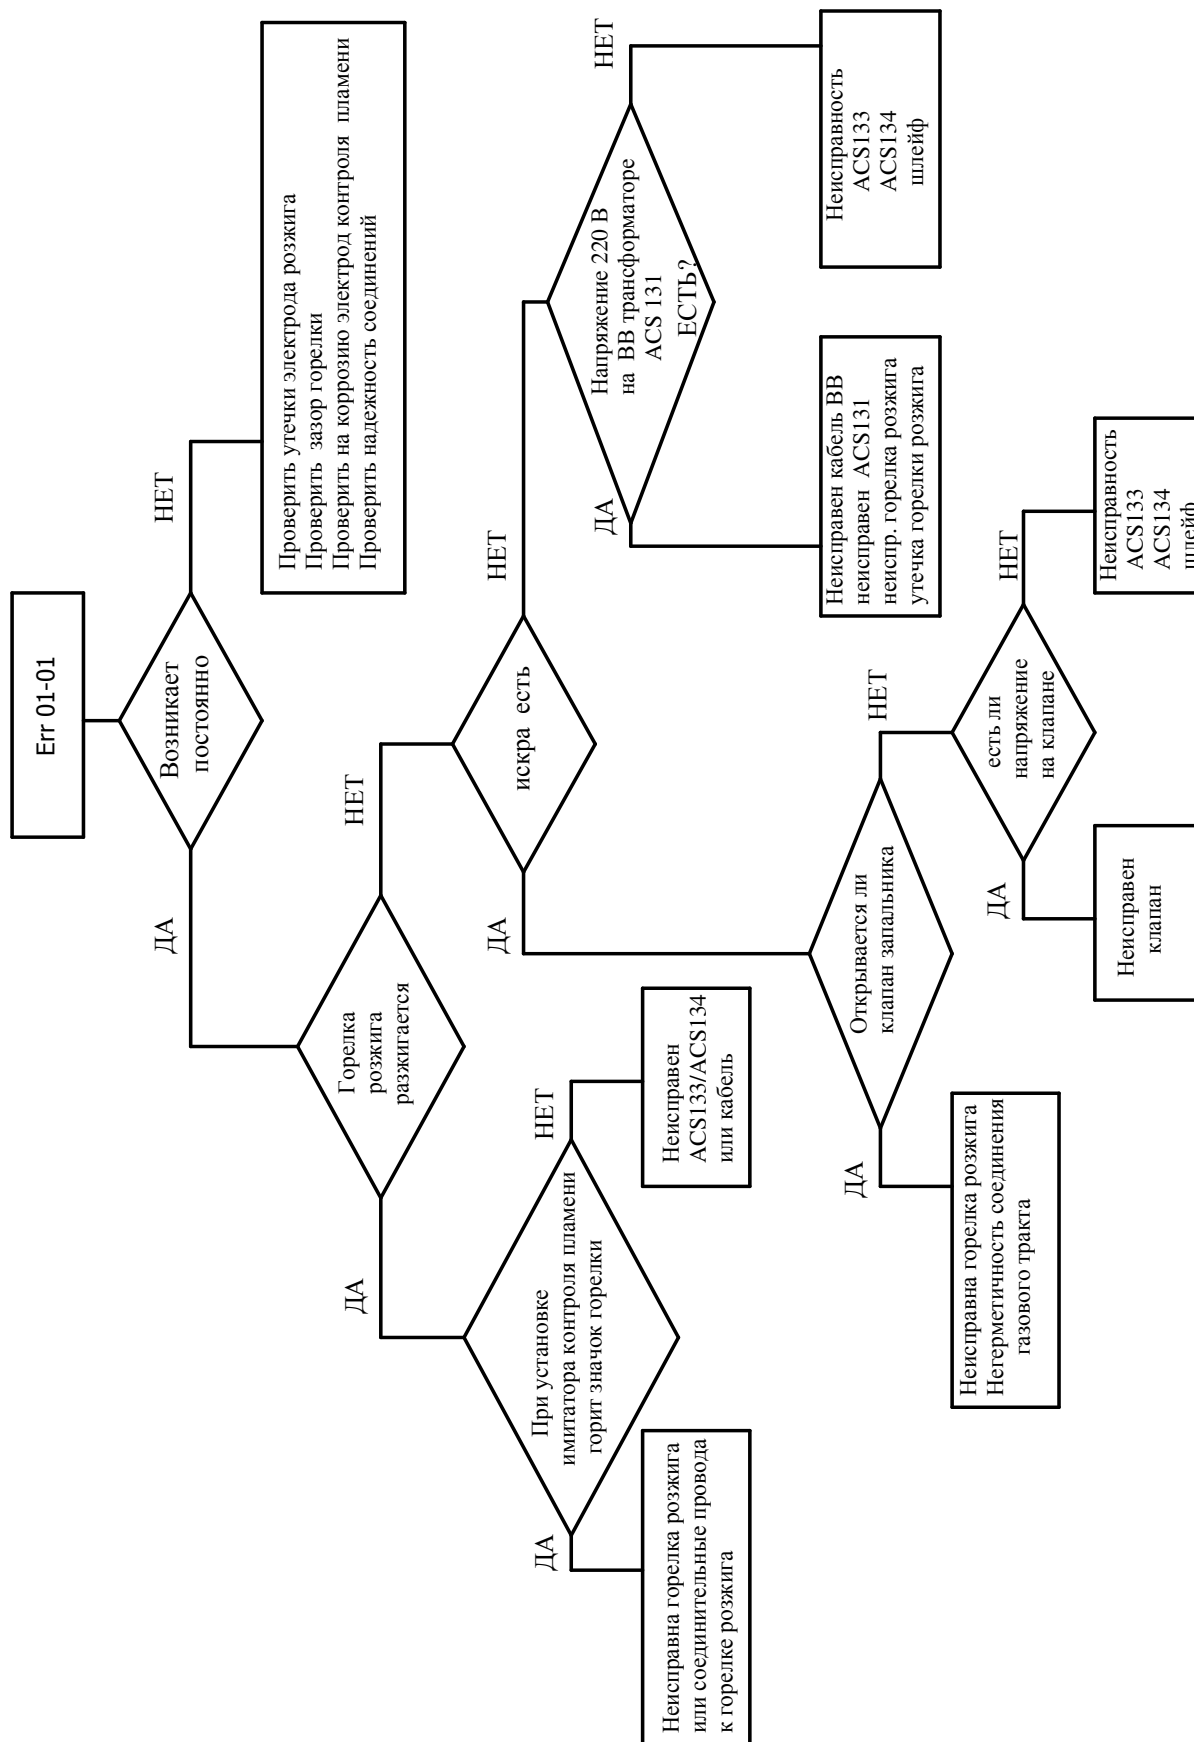 Err 01-01
Возникает
постоянно
ДА
НЕТ
Проверить утечки электрода розжига
Проверить зазор горелки
Проверить на коррозию электрод контроля пламени
Проверить надежность соединений
Горелка
розжига
разжигается
ДА
НЕТ
При установке
имитатора контроля пламени
горит значок горелки
ДА
НЕТ
Неисправна горелка розжига
или соединительные провода
к горелке розжига
Неисправен
ACS133/ACS134
или кабель
искра есть
ДА
НЕТ
Напряжение 220 В
на ВВ трансформаторе
ACS 131
ЕСТЬ?
ДА
НЕТ
Неисправен кабель ВВ
неисправен ACS131
неиспр. горелка розжига
утечка горелки розжига
Неисправность
ACS133
ACS134
шлейф
Открывается ли
клапан запальника
ДА
НЕТ
Неисправна горелка розжига
Негерметичность соединения
газового тракта
есть ли
напряжение
на клапане
ДА
НЕТ
Неисправен
клапан
Неисправность
ACS133
ACS134
шлейф